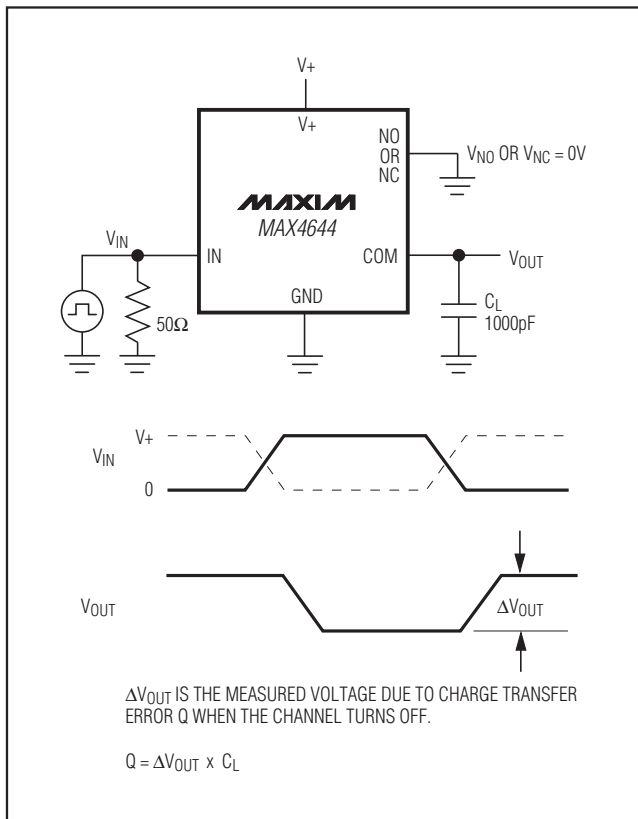 V+
V+
NO
OR
NC
VNO OR VNC = 0V
MAXIM
MAX4644
VIN
IN
COM
VOUT
50Ω
GND
CL
1000pF
V+
VIN
0
VOUT
ΔVOUT
ΔVOUT IS THE MEASURED VOLTAGE DUE TO CHARGE TRANSFER
ERROR Q WHEN THE CHANNEL TURNS OFF.
Q = ΔVOUT x CL